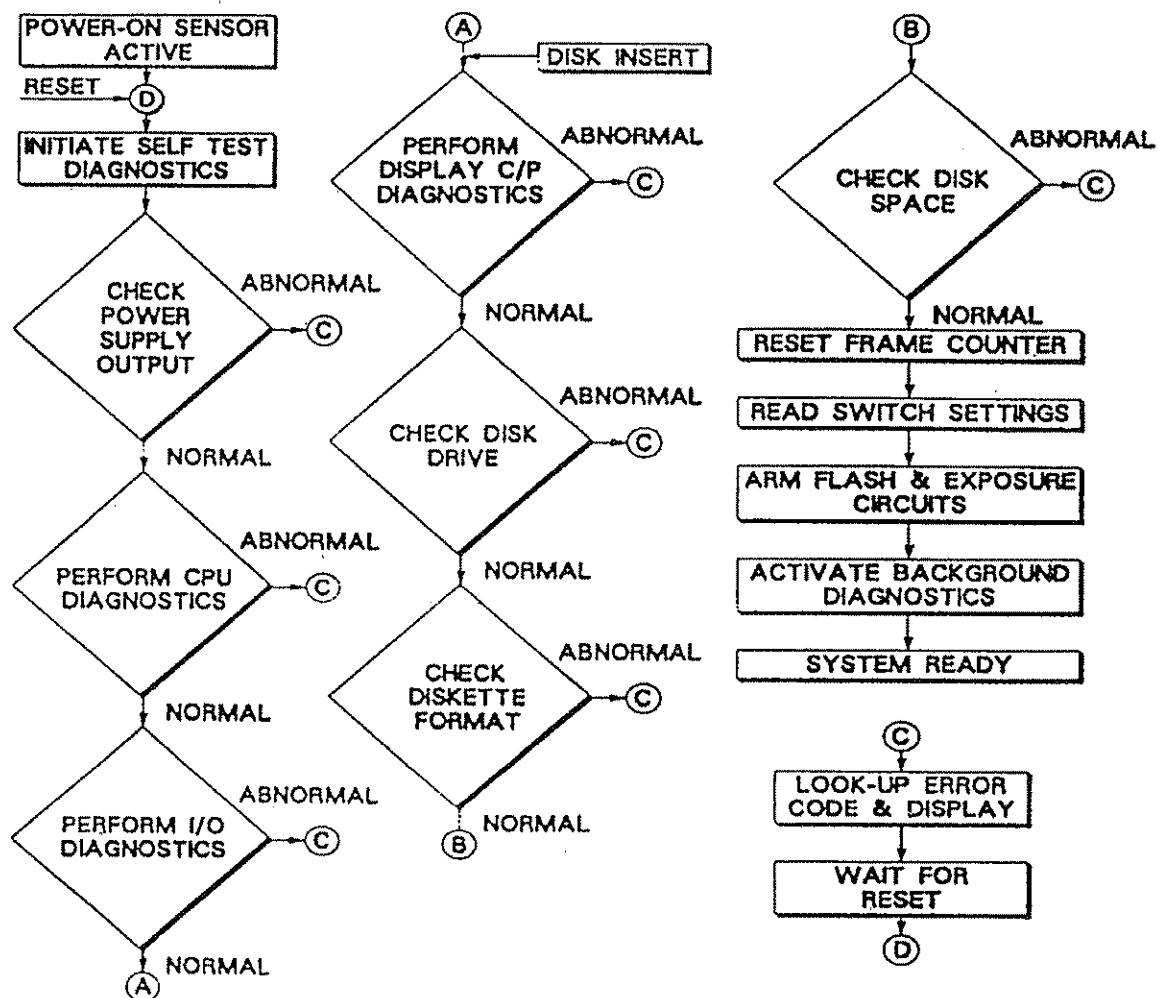 POWER-ON SENSOR
ACTIVE
RESET
D
INITIATE SELF TEST
DIAGNOSTICS
CHECK
POWER
SUPPLY
OUTPUT
ABNORMAL
C
NORMAL
PERFORM CPU
DIAGNOSTICS
ABNORMAL
C
NORMAL
PERFORM I/O
DIAGNOSTICS
ABNORMAL
C
NORMAL
A
A
DISK INSERT
PERFORM
DISPLAY C/P
DIAGNOSTICS
ABNORMAL
C
NORMAL
CHECK DISK
DRIVE
ABNORMAL
C
NORMAL
CHECK
DISKETTE
FORMAT
ABNORMAL
C
NORMAL
B
B
CHECK DISK
SPACE
ABNORMAL
C
NORMAL
RESET FRAME COUNTER
READ SWITCH SETTINGS
ARM FLASH & EXPOSURE
CIRCUITS
ACTIVATE BACKGROUND
DIAGNOSTICS
SYSTEM READY
C
LOOK-UP ERROR
CODE & DISPLAY
WAIT FOR
RESET
D